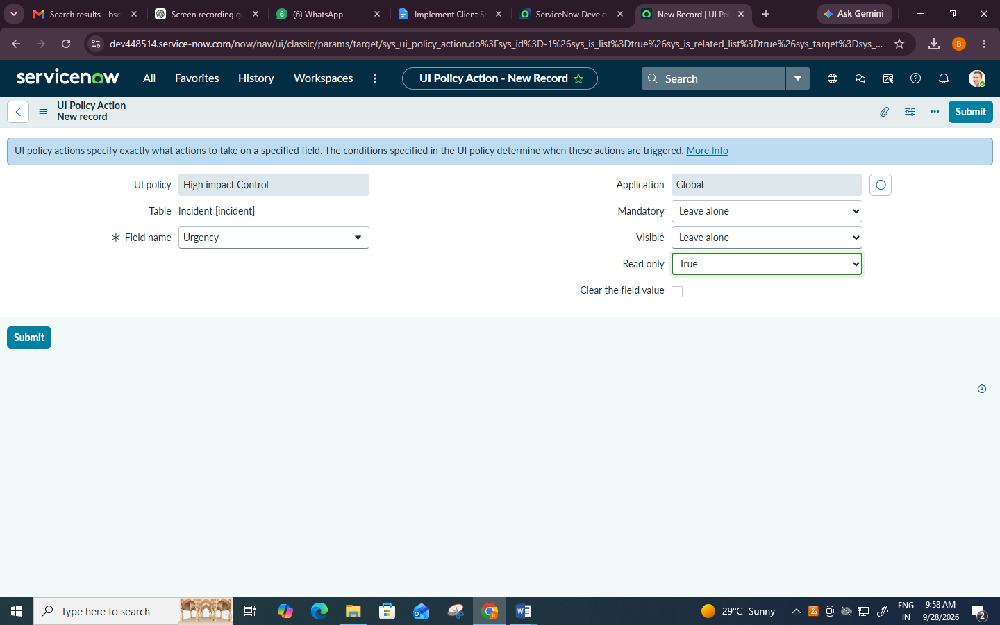 Search results - bsc
Screen recording g
6
(6) WhatsApp
Implement Client S
ServiceNow Develo
New Record | UI Po
Ask Gemini
dev448514.service-now.com/now/nav/ui/classic/params/target/sys_ui_policy_action.do%3Fsys_id%3D-1%26sys_is_list%3Dtrue%26sys_is_related_list%3Dtrue%26sys_target%3Dsys_...
B
servicenow
All
Favorites
History
Workspaces
UI Policy Action - New Record
Search
UI Policy Action
New record
Submit
UI policy actions specify exactly what actions to take on a specified field. The conditions specified in the UI policy determine when these actions are triggered. More Info
UI policy
High impact Control
Application
Global
Table
Incident [incident]
Mandatory
Leave alone
Field name
Urgency
Visible
Leave alone
Read only
True
Clear the field value
Submit
Type here to search
29°C Sunny
ENG
IN
9:58 AM
9/28/2026
2